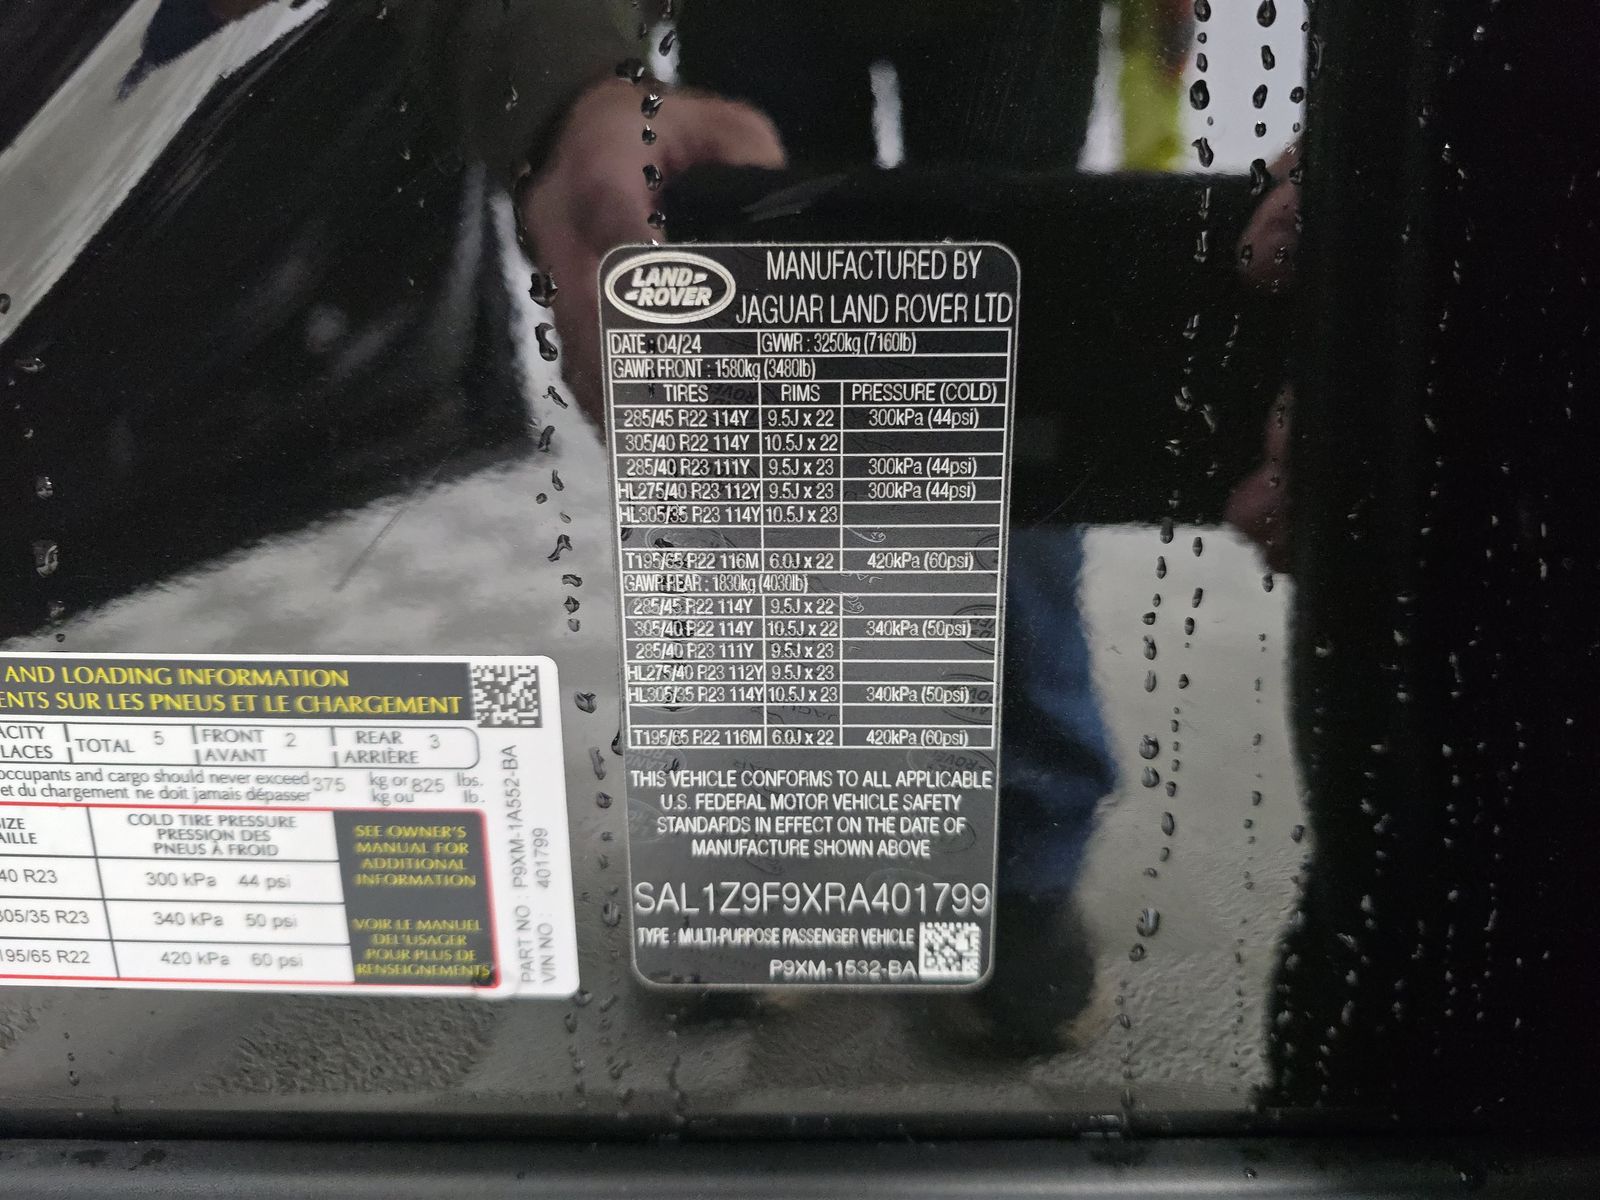 LAND-
-ROVER
MANUFACTURED BY
JAGUAR LAND ROVER LTD
DATE : 04/24 GVWR : 3250kg (7160lb)
GAWR FRONT : 1580kg (3480lb)
TIRES RIMS PRESSURE (COLD)
285/45 R22 114Y 9.5J x 22 300kPa (44psi)
305/40 R22 114Y 10.5J x 22
285/40 R23 111Y 9.5J x 23 300kPa (44psi)
HL275/40 R23 112Y 9.5J x 23 300kPa (44psi)
HL305/35 R23 114Y 10.5J x 23
T195/65 R22 116M 6.0J x 22 420kPa (60psi)
GAWR REAR : 1830kg (4030lb)
285/45 R22 114Y 9.5J x 22
305/40 R22 114Y 10.5J x 22 340kPa (50psi)
285/40 R23 111Y 9.5J x 23
HL275/40 R23 112Y 9.5J x 23
HL305/35 R23 114Y 10.5J x 23 340kPa (50psi)
T195/65 R22 116M 6.0J x 22 420kPa (60psi)
THIS VEHICLE CONFORMS TO ALL APPLICABLE
U.S. FEDERAL MOTOR VEHICLE SAFETY
STANDARDS IN EFFECT ON THE DATE OF
MANUFACTURE SHOWN ABOVE
SAL1Z9F9XRA401799
TYPE : MULTI-PURPOSE PASSENGER VEHICLE
P9XM-1532-BA
AND LOADING INFORMATION
ENTS SUR LES PNEUS ET LE CHARGEMENT
ACITY TOTAL 5 FRONT 2 REAR 3
LACES AVANT ARRIÈRE
occupants and cargo should never exceed 375 kg or 825 lbs.
et du chargement ne doit jamais dépasser kg ou lb.
IZE
AILLE
COLD TIRE PRESSURE
PRESSION DES
PNEUS À FROID
40 R23 300 kPa 44 psi
305/35 R23 340 kPa 50 psi
195/65 R22 420 kPa 60 psi
SEE OWNER'S
MANUAL FOR
ADDITIONAL
INFORMATION
VOIR LE MANUEL
DE L'USAGER
POUR PLUS DE
RENSEIGNEMENTS
PART NO : P9XM-1A552-BA
VIN NO : 401799